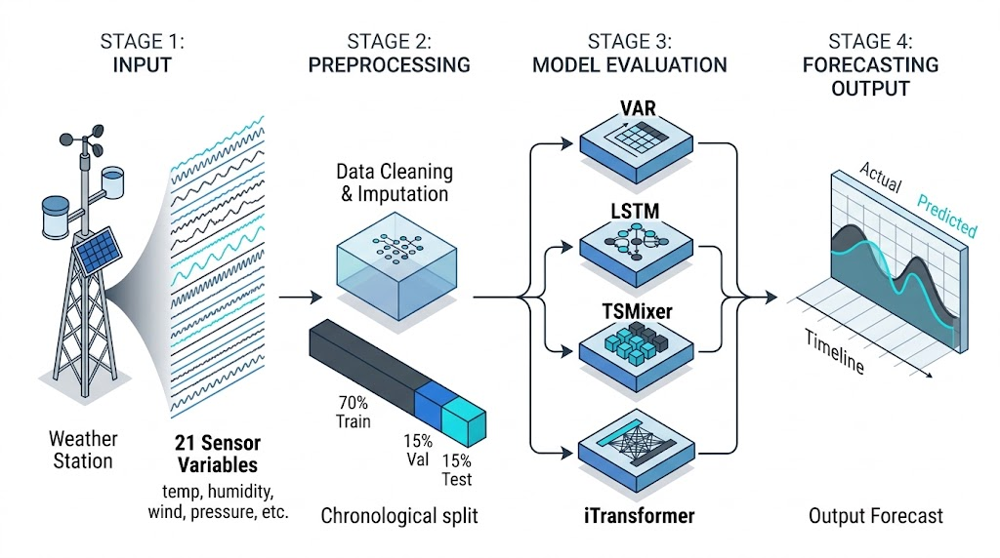 STAGE 1:
INPUT
Weather
Station
21 Sensor
Variables
temp, humidity,
wind, pressure, etc.
STAGE 2:
PREPROCESSING
Data Cleaning
& Imputation
70%
Train
15%
Val
15%
Test
Chronological split
STAGE 3:
MODEL EVALUATION
VAR
LSTM
TSMixer
iTransformer
STAGE 4:
FORECASTING
OUTPUT
Actual
Predicted
Timeline
Output Forecast